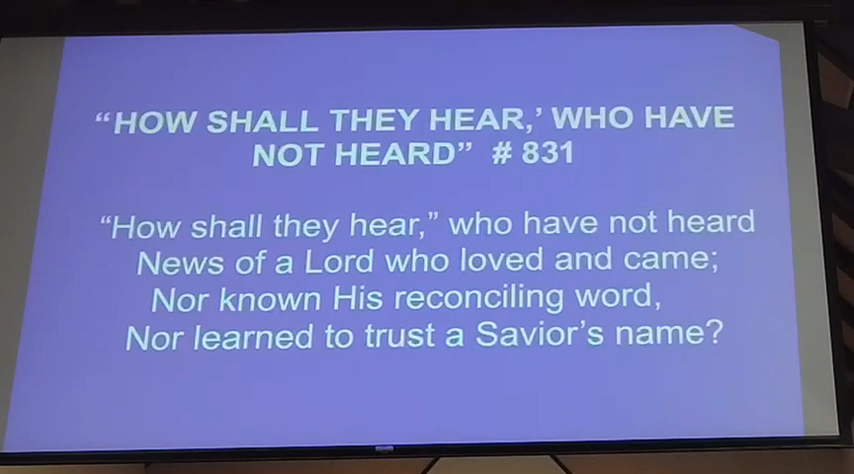 “HOW SHALL THEY HEAR,’ WHO HAVE
NOT HEARD” # 831
“How shall they hear,” who have not heard
News of a Lord who loved and came;
Nor known His reconciling word,
Nor learned to trust a Savior’s name?